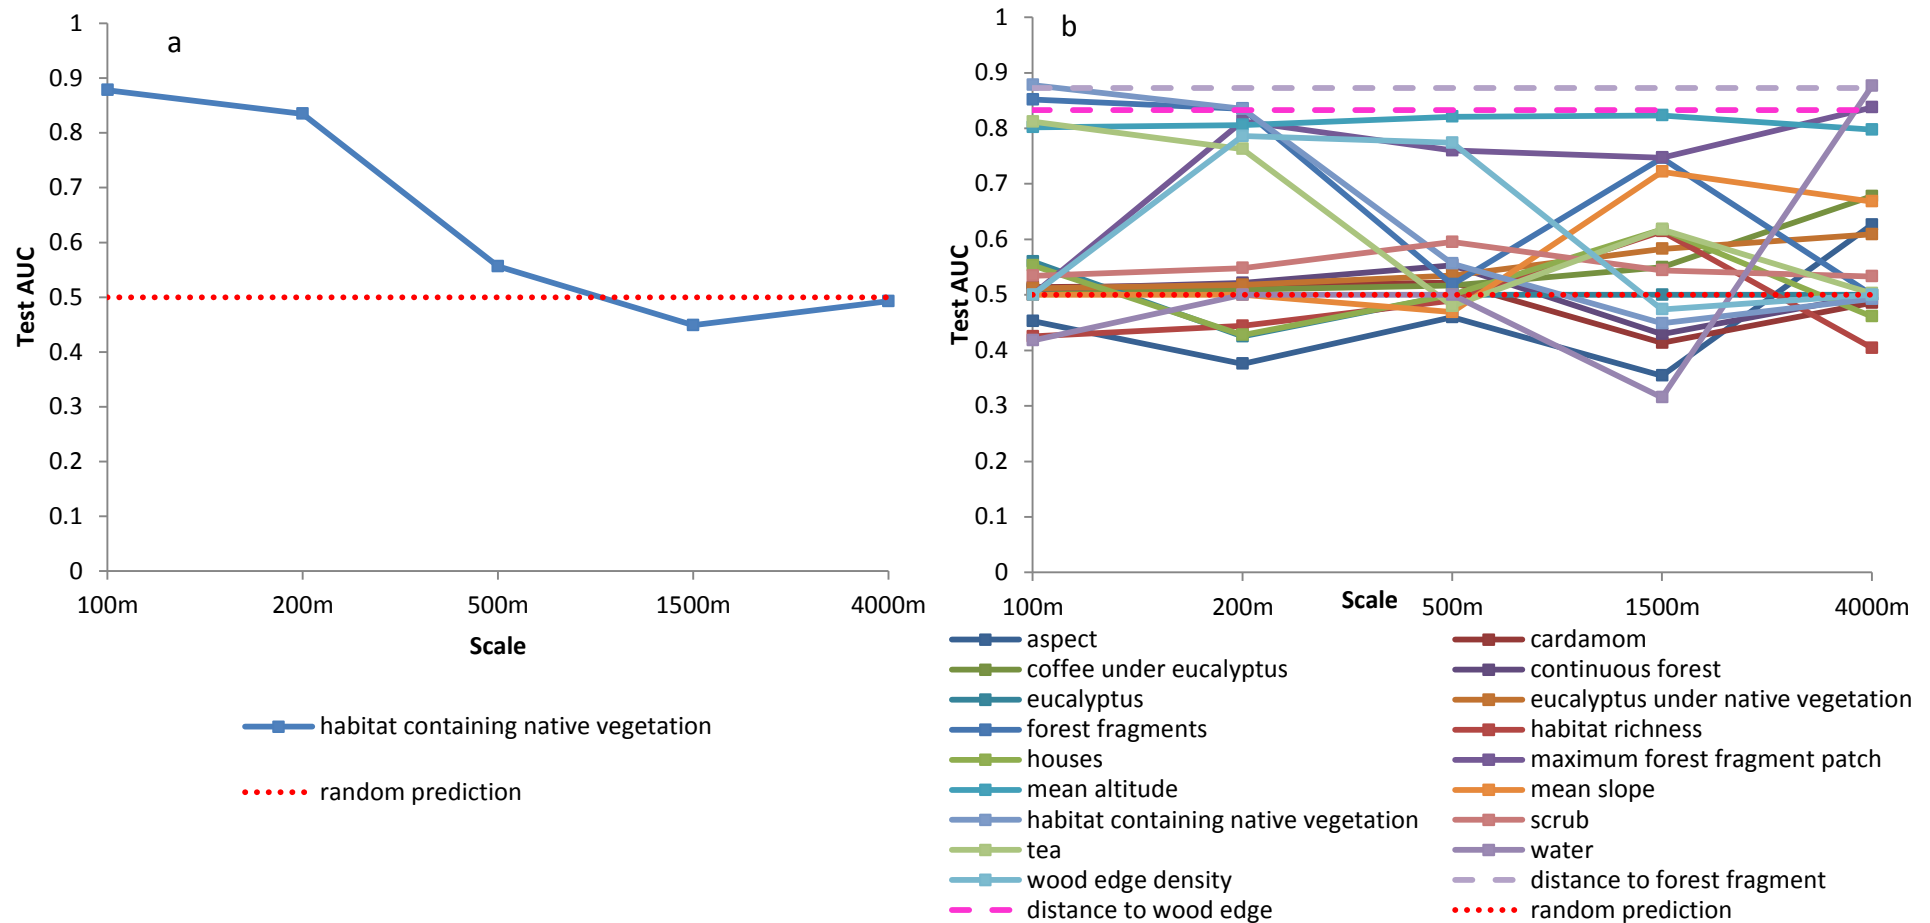 a
1
0.9
0.8
0.7
0.6
0.5
0.4
0.3
0.2
0.1
0
Test AUC
100m 200m 500m 1500m 4000m
Scale
habitat containing native vegetation
random prediction
b
1
0.9
0.8
0.7
0.6
0.5
0.4
0.3
0.2
0.1
0
Test AUC
100m 200m 500m 1500m 4000m
Scale
aspect cardamom
coffee under eucalyptus continuous forest
eucalyptus eucalyptus under native vegetation
forest fragments habitat richness
houses maximum forest fragment patch
mean altitude mean slope
habitat containing native vegetation scrub
tea water
wood edge density distance to forest fragment
distance to wood edge random prediction